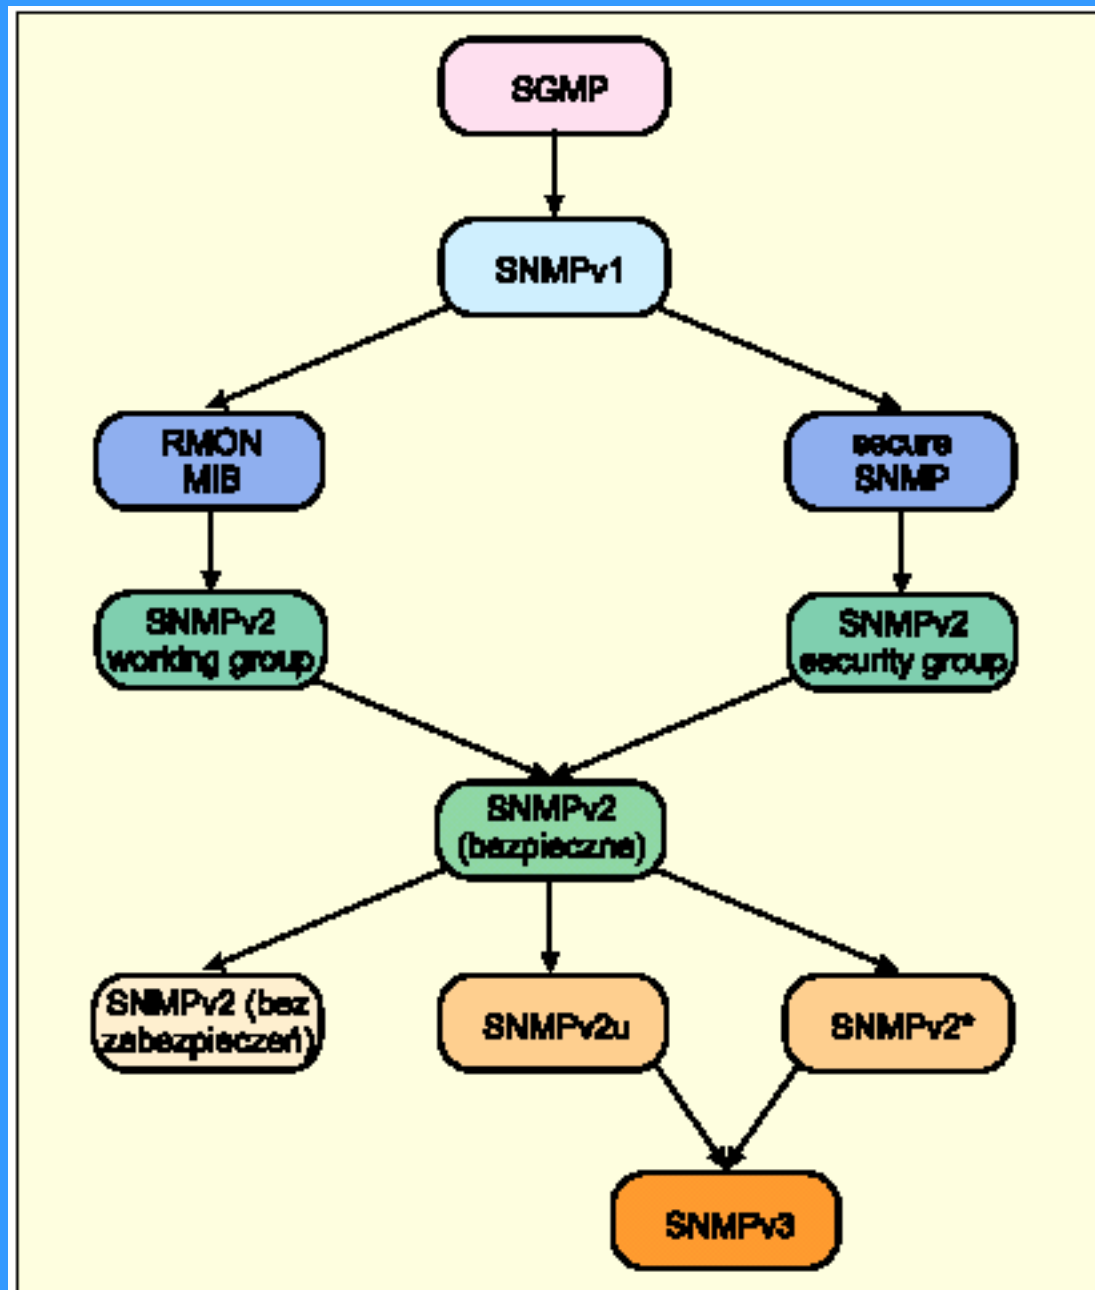 SGMP
SNMPv1
RMON
MIB
secure
SNMP
SNMPv2
working group
SNMPv2
security group
SNMPv2
(bezpieczne)
SNMPv2 (bez
zabezpieczeń)
SNMPv2u
SNMPv2*
SNMPv3